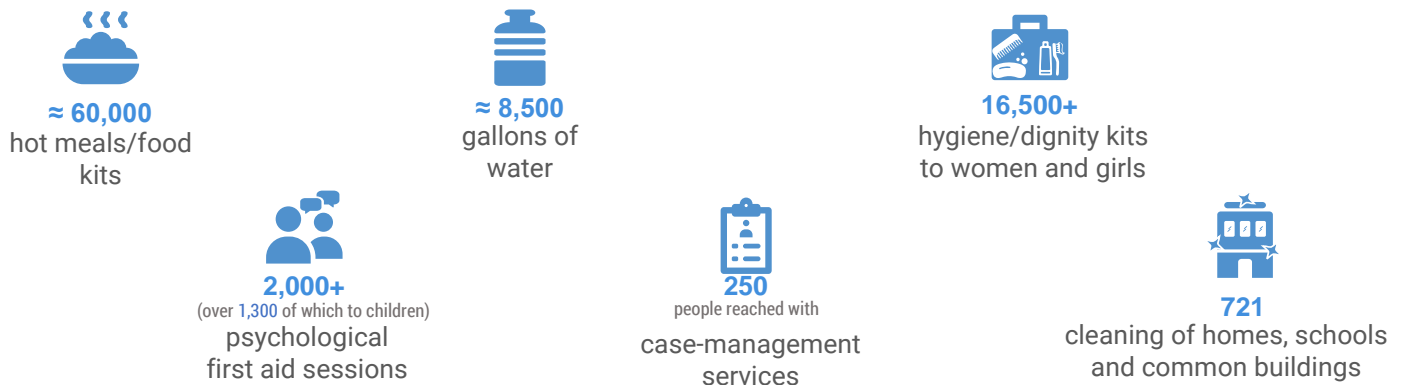 ≈ 60,000
hot meals/food
kits
≈ 8,500
gallons of
water
16,500+
hygiene/dignity kits
to women and girls
2,000+
(over 1,300 of which to children)
psychological
first aid sessions
250
people reached with
case-management
services
721
cleaning of homes, schools
and common buildings